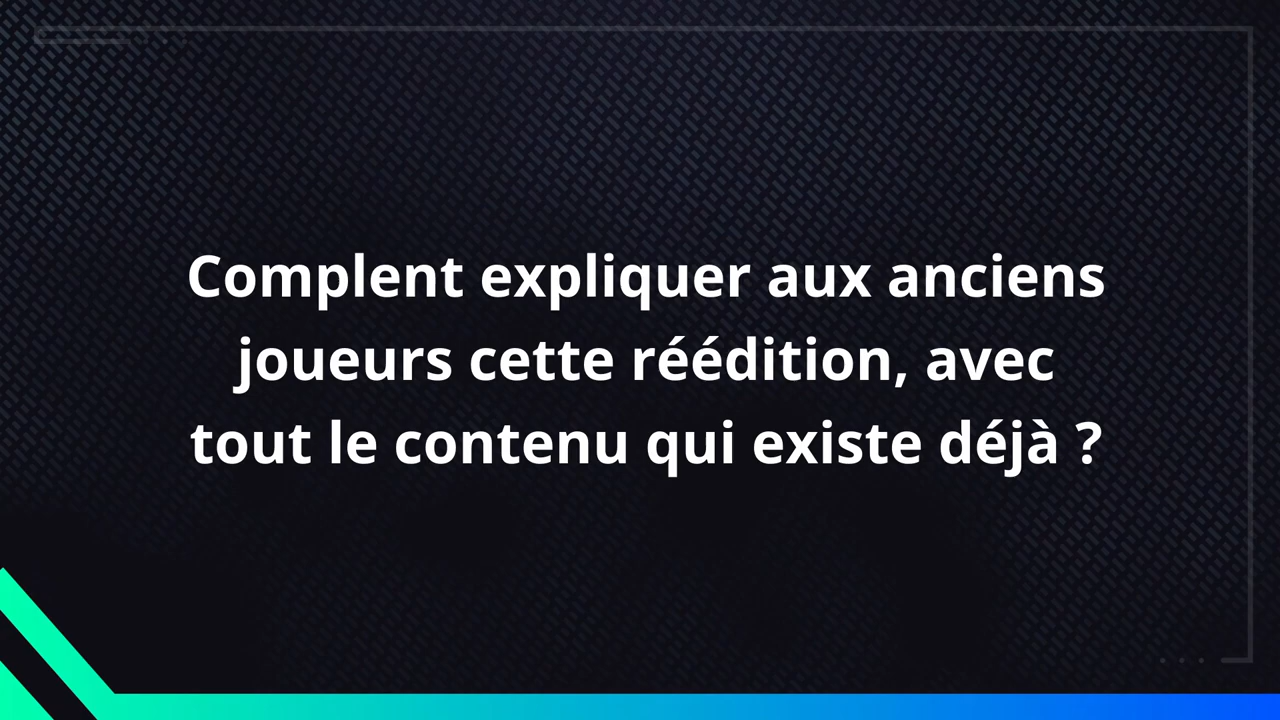 Complent expliquer aux anciens
joueurs cette réédition, avec
tout le contenu qui existe déjà ?